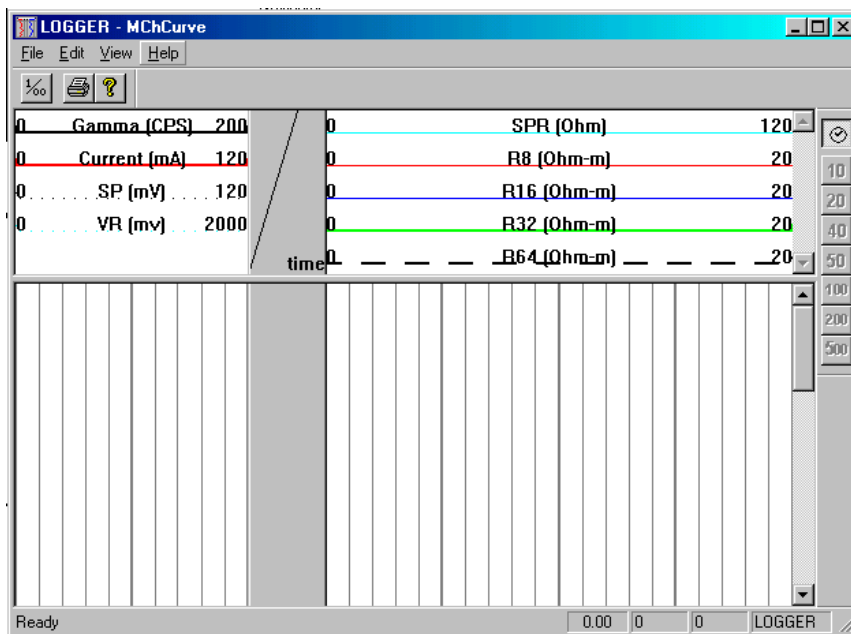 LOGGER - MChCurve
File Edit View Help
1/00 ?
0 Gamma (CPS) 200
0 Current (mA) 120
0 SP (mV) 120
0 VR (mv) 2000
time
0 SPR (Ohm) 120
0 R8 (Ohm-m) 20
0 R16 (Ohm-m) 20
0 R32 (Ohm-m) 20
0 R64 (Ohm-m) 20
10
20
40
50
100
200
500
Ready 0.00 0 0 LOGGER